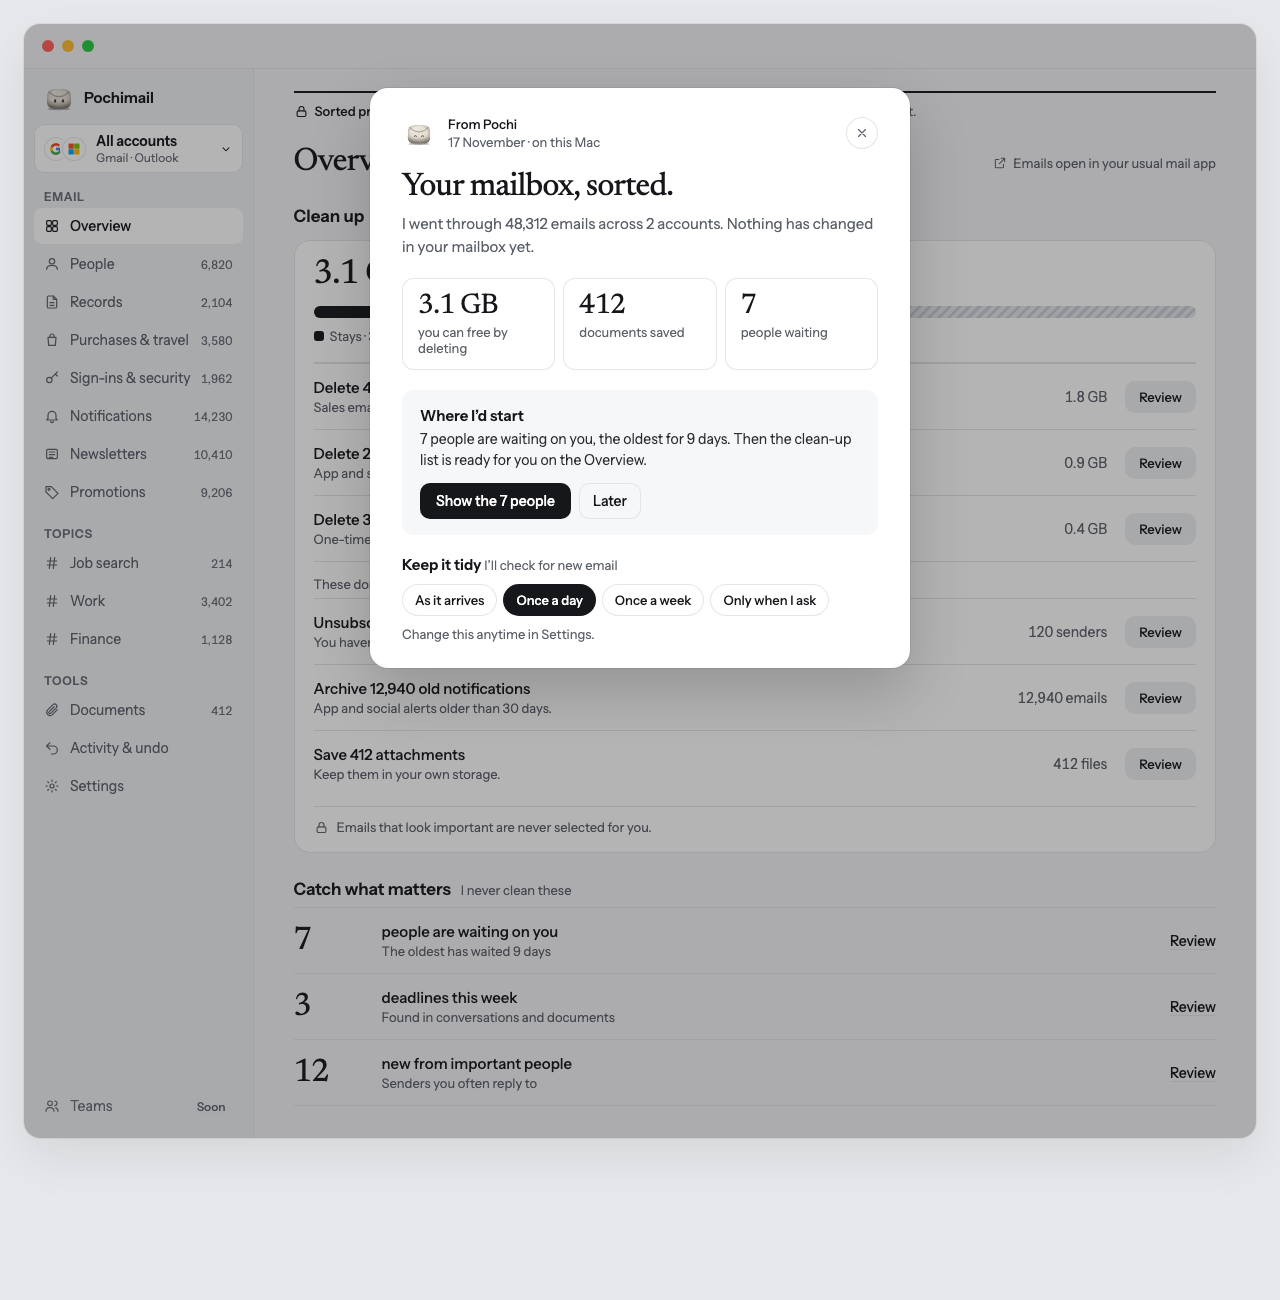 Pochimail
All accounts
Gmail · Outlook
EMAIL
Overview
People 6,820
Records 2,104
Purchases & travel 3,580
Sign-ins & security 1,962
Notifications 14,230
Newsletters 10,410
Promotions 9,206
TOPICS
# Job search 214
# Work 3,402
# Finance 1,128
TOOLS
Documents 412
Activity & undo
Settings
Teams Soon
Sorted
Emails open in your usual mail app
Clean up
3.1
Stays ·
From Pochi
17 November · on this Mac
Your mailbox, sorted.
I went through 48,312 emails across 2 accounts. Nothing has changed
in your mailbox yet.
3.1 GB
you can free by
deleting
412
documents saved
7
people waiting
Where I’d start
7 people are waiting on you, the oldest for 9 days. Then the clean-up
list is ready for you on the Overview.
Show the 7 people
Later
Keep it tidy I’ll check for new email
As it arrives
Once a day
Once a week
Only when I ask
Change this anytime in Settings.
Delete
1.8 GB Review
Delete
App and
0.9 GB Review
Delete
One-time
0.4 GB Review
These
120 senders Review
Archive 12,940 old notifications
App and social alerts older than 30 days.
12,940 emails Review
Save 412 attachments
Keep them in your own storage.
412 files Review
Emails that look important are never selected for you.
Catch what matters I never clean these
7
people are waiting on you
The oldest has waited 9 days
Review
3
deadlines this week
Found in conversations and documents
Review
12
new from important people
Senders you often reply to
Review